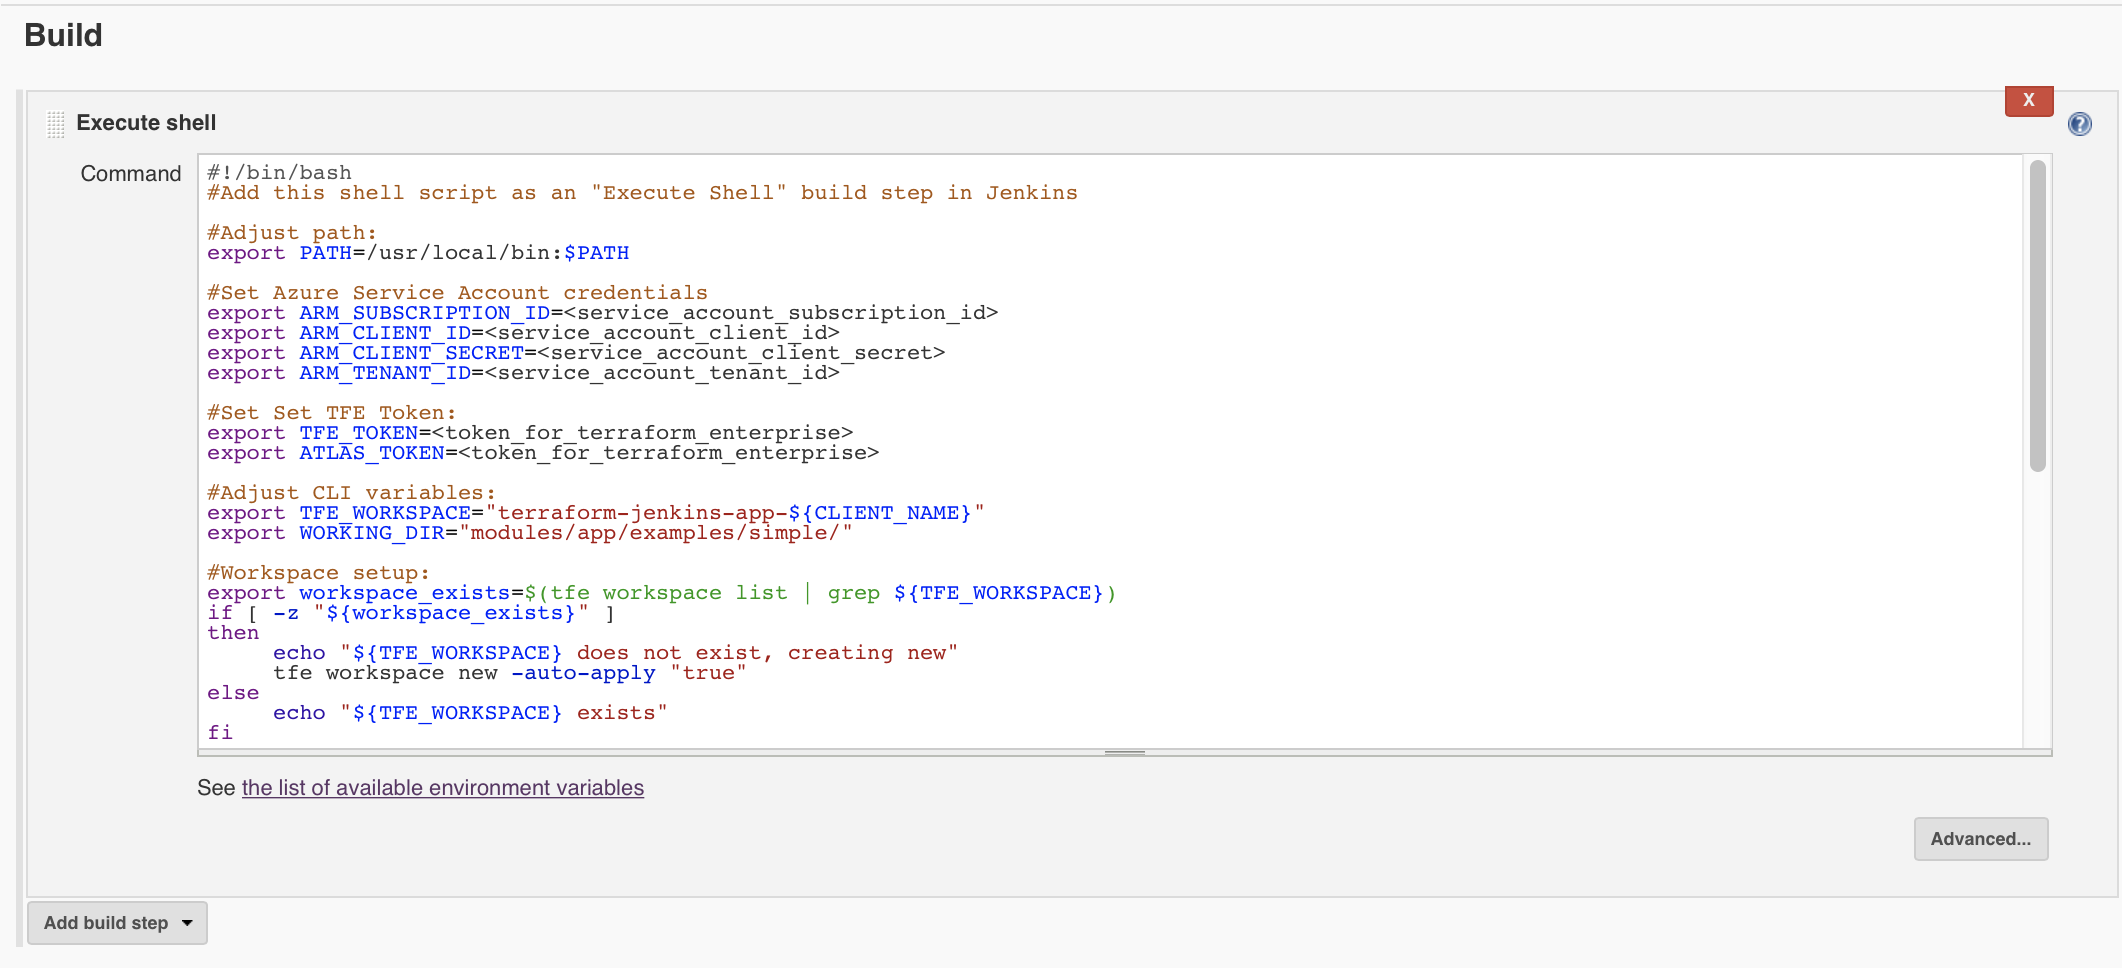 Build
X
Execute shell
Command
#!/bin/bash
#Add this shell script as an "Execute Shell" build step in Jenkins
#Adjust path:
export PATH=/usr/local/bin:$PATH
#Set Azure Service Account credentials
export ARM_SUBSCRIPTION_ID=<service_account_subscription_id>
export ARM_CLIENT_ID=<service_account_client_id>
export ARM_CLIENT_SECRET=<service_account_client_secret>
export ARM_TENANT_ID=<service_account_tenant_id>
#Set Set TFE Token:
export TFE_TOKEN=<token_for_terraform_enterprise>
export ATLAS_TOKEN=<token_for_terraform_enterprise>
#Adjust CLI variables:
export TFE_WORKSPACE="terraform-jenkins-app-${CLIENT_NAME}"
export WORKING_DIR="modules/app/examples/simple/"
#Workspace setup:
export workspace_exists=$(tfe workspace list | grep ${TFE_WORKSPACE})
if [ -z "${workspace_exists}" ]
then
echo "${TFE_WORKSPACE} does not exist, creating new"
tfe workspace new -auto-apply "true"
else
echo "${TFE_WORKSPACE} exists"
fi
See the list of available environment variables
Advanced...
Add build step